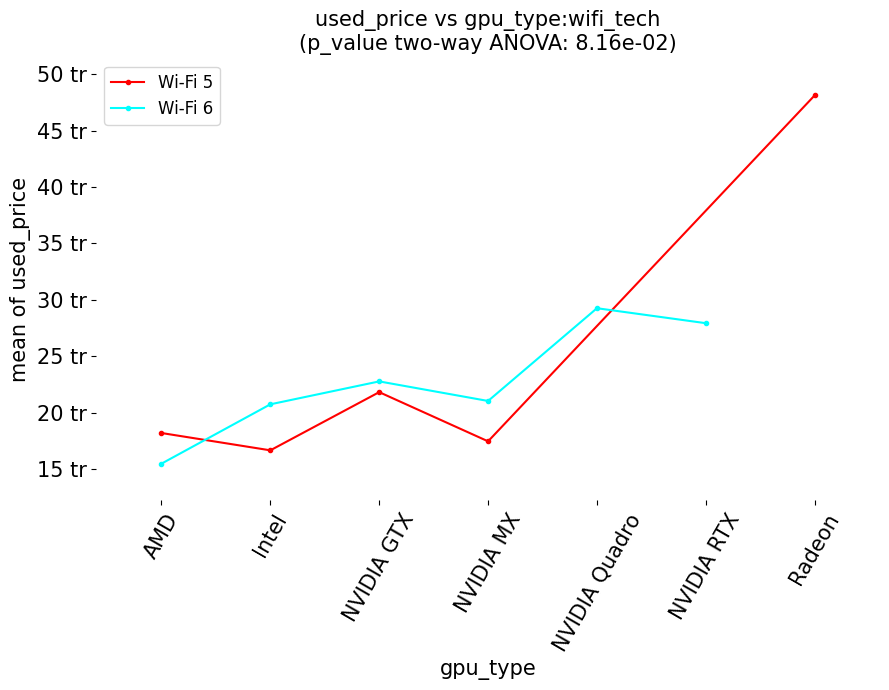 used_price vs gpu_type:wifi_tech
(p_value two-way ANOVA: 8.16e-02)
Wi-Fi 5
Wi-Fi 6
50 tr
45 tr
40 tr
35 tr
30 tr
25 tr
20 tr
15 tr
mean of used_price
AMD
Intel
NVIDIA GTX
NVIDIA MX
NVIDIA Quadro
NVIDIA RTX
Radeon
gpu_type